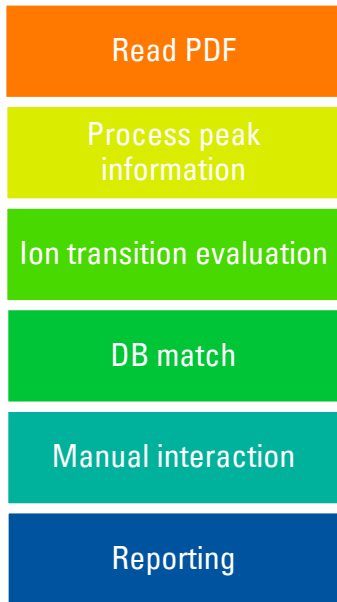 Read PDF
Process peak
information
Ion transition evaluation
DB match
Manual interaction
Reporting